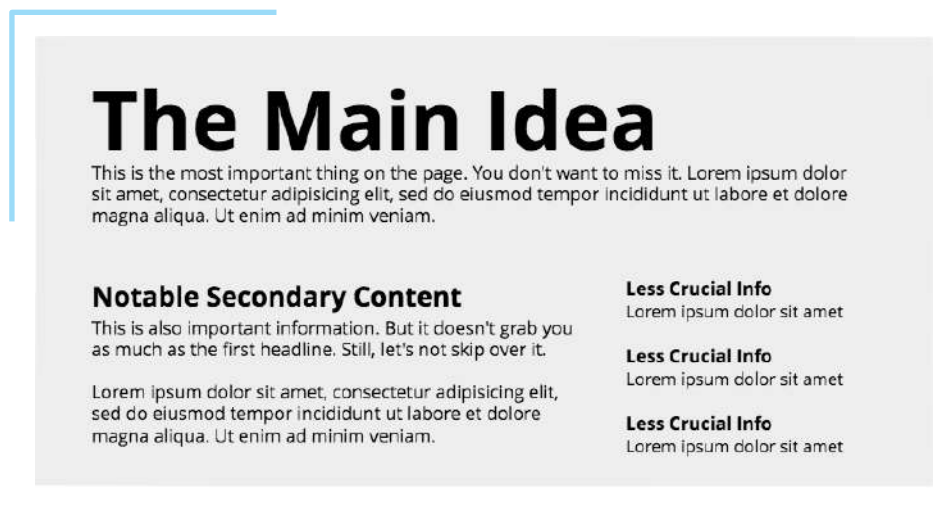 The Main Idea
This is the most important thing on the page. You don't want to miss it. Lorem ipsum dolor
sit amet, consectetur adipisicing elit, sed do eiusmod tempor incididunt ut labore et dolore
magna aliqua. Ut enim ad minim veniam.
Notable Secondary Content
This is also important information. But it doesn't grab you
as much as the first headline. Still, let's not skip over it.
Lorem ipsum dolor sit amet, consectetur adipisicing elit,
sed do eiusmod tempor incididunt ut labore et dolore
magna aliqua. Ut enim ad minim veniam.
Less Crucial Info
Lorem ipsum dolor sit amet
Less Crucial Info
Lorem ipsum dolor sit amet
Less Crucial Info
Lorem ipsum dolor sit amet